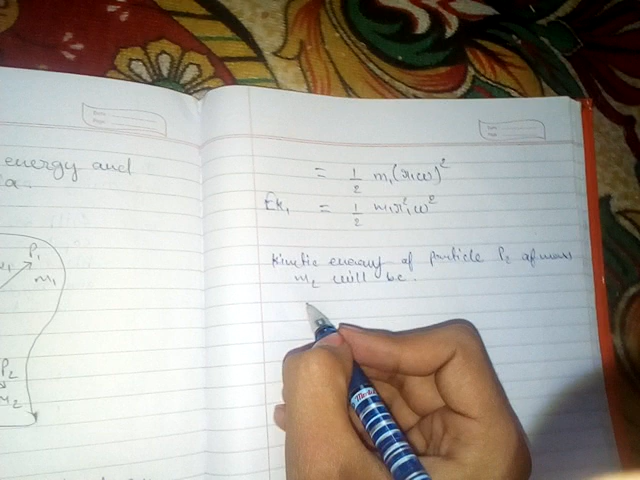 energy and
P₁
m₁
P₂
M₂
= 1/2 m₁(r₁ω)²
Ek₁ = 1/2 m₁r₁²ω²
Kinetic energy of particle P₂ of mass
m₂ will be.